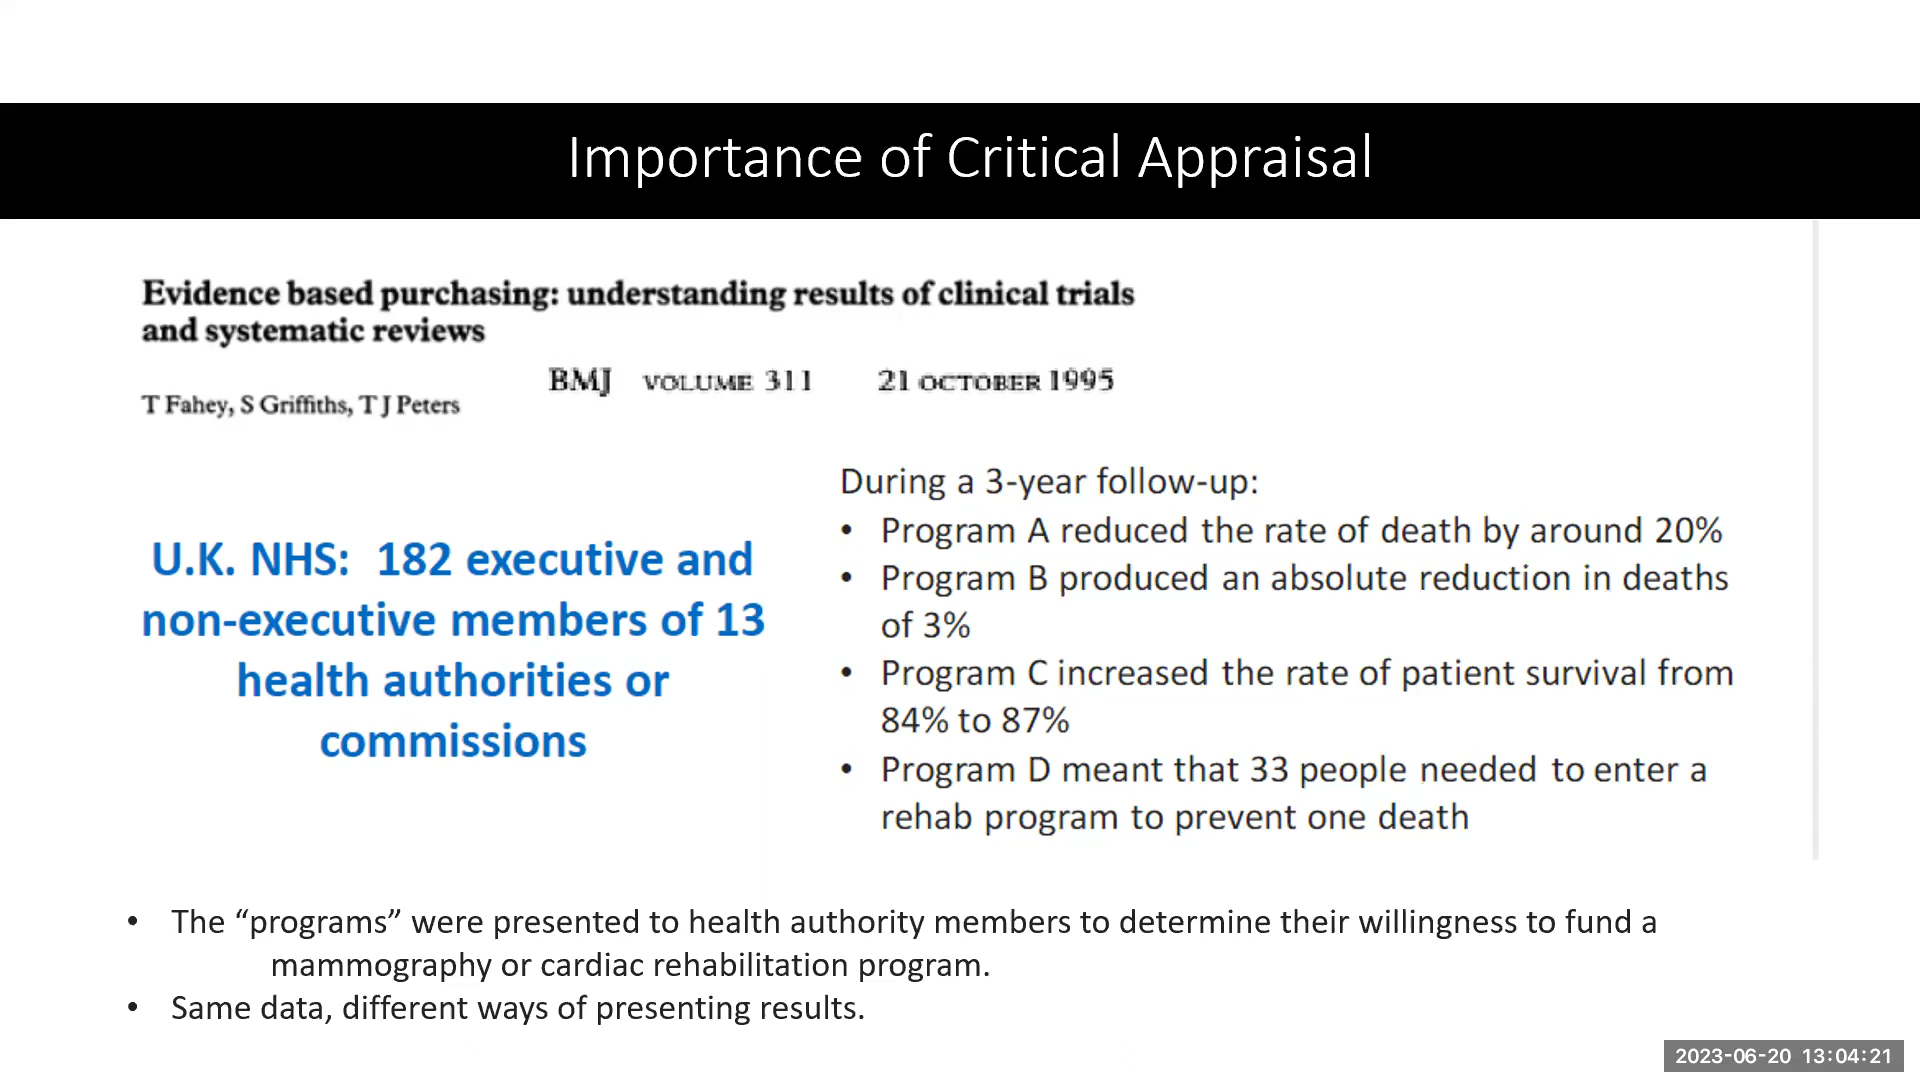 Importance of Critical Appraisal
Evidence based purchasing: understanding results of clinical trials
and systematic reviews
BMJ VOLUME 311 21 OCTOBER 1995
T Fahey, S Griffiths, T J Peters
U.K. NHS: 182 executive and
non-executive members of 13
health authorities or
commissions
During a 3-year follow-up:
• Program A reduced the rate of death by around 20%
• Program B produced an absolute reduction in deaths
of 3%
• Program C increased the rate of patient survival from
84% to 87%
• Program D meant that 33 people needed to enter a
rehab program to prevent one death
• The “programs” were presented to health authority members to determine their willingness to fund a
mammography or cardiac rehabilitation program.
• Same data, different ways of presenting results.
2023-06-20 13:04:21